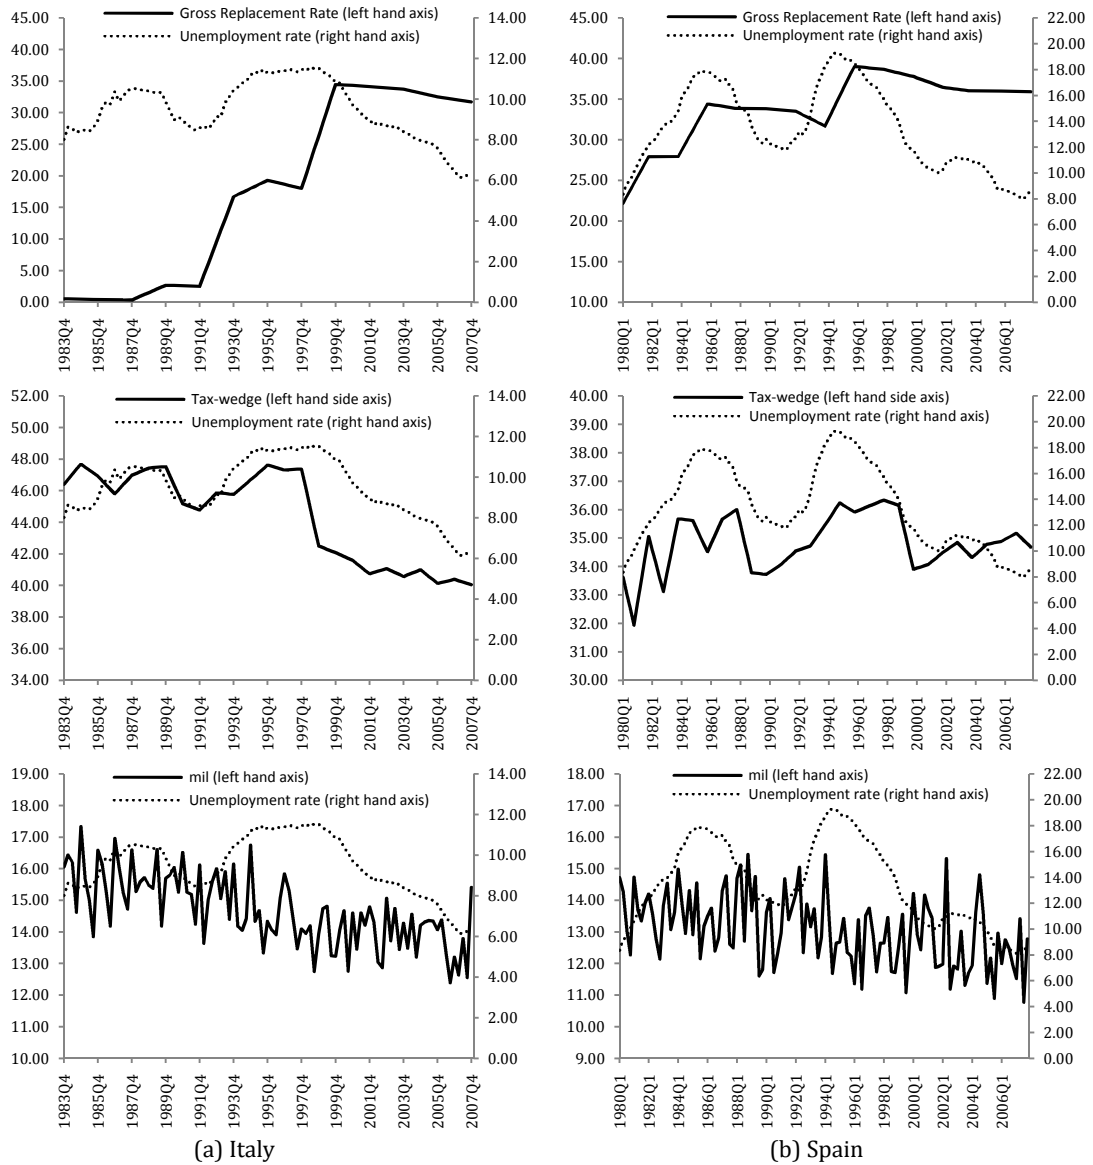 Gross Replacement Rate (left hand axis)
Unemployment rate (right hand axis)
45.00
40.00
35.00
30.00
25.00
20.00
15.00
10.00
5.00
0.00
14.00
12.00
10.00
8.00
6.00
4.00
2.00
0.00
1983Q4
1985Q4
1987Q4
1989Q4
1991Q4
1993Q4
1995Q4
1997Q4
1999Q4
2001Q4
2003Q4
2005Q4
2007Q4
Gross Replacement Rate (left hand axis)
Unemployment rate (right hand axis)
45.00
40.00
35.00
30.00
25.00
20.00
15.00
10.00
22.00
20.00
18.00
16.00
14.00
12.00
10.00
8.00
6.00
4.00
2.00
0.00
1980Q1
1982Q1
1984Q1
1986Q1
1988Q1
1990Q1
1992Q1
1994Q1
1996Q1
1998Q1
2000Q1
2002Q1
2004Q1
2006Q1
Tax-wedge (left hand side axis)
Unemployment rate (right hand axis)
52.00
50.00
48.00
46.00
44.00
42.00
40.00
38.00
36.00
34.00
14.00
12.00
10.00
8.00
6.00
4.00
2.00
0.00
1983Q4
1985Q4
1987Q4
1989Q4
1991Q4
1993Q4
1995Q4
1997Q4
1999Q4
2001Q4
2003Q4
2005Q4
2007Q4
Tax-wedge (left hand side axis)
Unemployment rate (right hand axis)
40.00
39.00
38.00
37.00
36.00
35.00
34.00
33.00
32.00
31.00
30.00
22.00
20.00
18.00
16.00
14.00
12.00
10.00
8.00
6.00
4.00
2.00
0.00
1980Q1
1982Q1
1984Q1
1986Q1
1988Q1
1990Q1
1992Q1
1994Q1
1996Q1
1998Q1
2000Q1
2002Q1
2004Q1
2006Q1
mil (left hand axis)
Unemployment rate (right hand axis)
19.00
18.00
17.00
16.00
15.00
14.00
13.00
12.00
11.00
10.00
14.00
12.00
10.00
8.00
6.00
4.00
2.00
0.00
1983Q4
1985Q4
1987Q4
1989Q4
1991Q4
1993Q4
1995Q4
1997Q4
1999Q4
2001Q4
2003Q4
2005Q4
2007Q4
(a) Italy
mil (left hand axis)
Unemployment rate (right hand axis)
18.00
17.00
16.00
15.00
14.00
13.00
12.00
11.00
10.00
9.00
22.00
20.00
18.00
16.00
14.00
12.00
10.00
8.00
6.00
4.00
2.00
0.00
1980Q1
1982Q1
1984Q1
1986Q1
1988Q1
1990Q1
1992Q1
1994Q1
1996Q1
1998Q1
2000Q1
2002Q1
2004Q1
2006Q1
(b) Spain